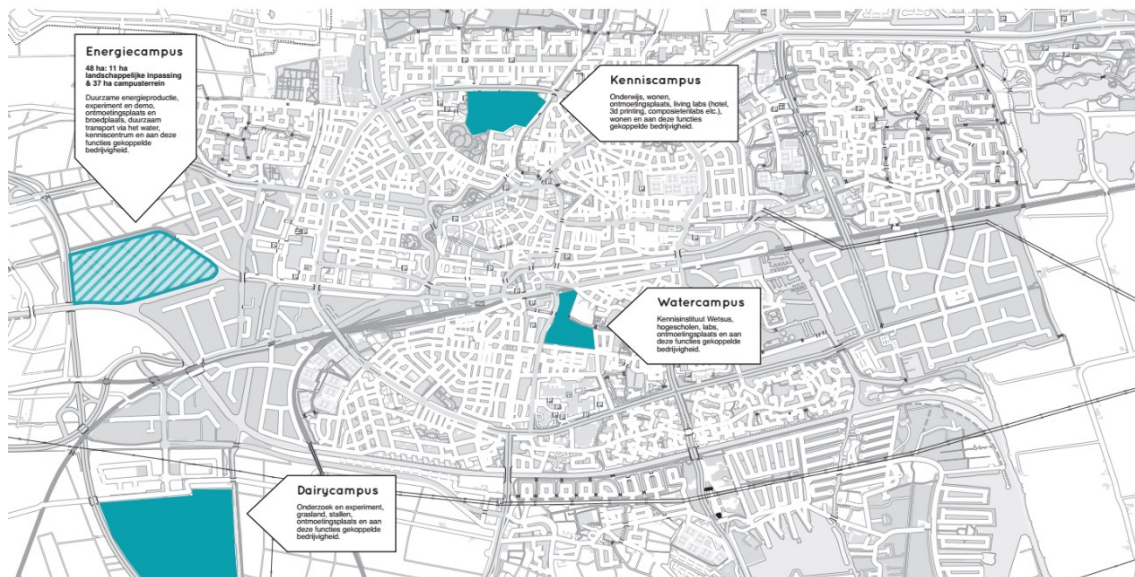 Energiecampus
48 ha: 11 ha
landschappelijke inpassing
& 37 ha campusterrein
Duurzame energieproductie,
experiment en demo,
ontmoetingsplaats en
broedplaats, duurzaam
transport via het water,
kenniscentrum en aan deze
functies gekoppelde
bedrijvigheid.
Kenniscampus
Onderwijs, wonen,
ontmoetingsplaats, living labs (hotel,
3d printing, composietenlabs etc.),
wonen en aan deze functies
gekoppelde bedrijvigheid.
Watercampus
Kennisinstituut Wetsus,
hogescholen, labs,
ontmoetingsplaats en aan
deze functies gekoppelde
bedrijvigheid.
Dairycampus
Onderzoek en experiment,
grasland, stallen,
ontmoetingsplaats en aan
deze functies gekoppelde
bedrijvigheid.